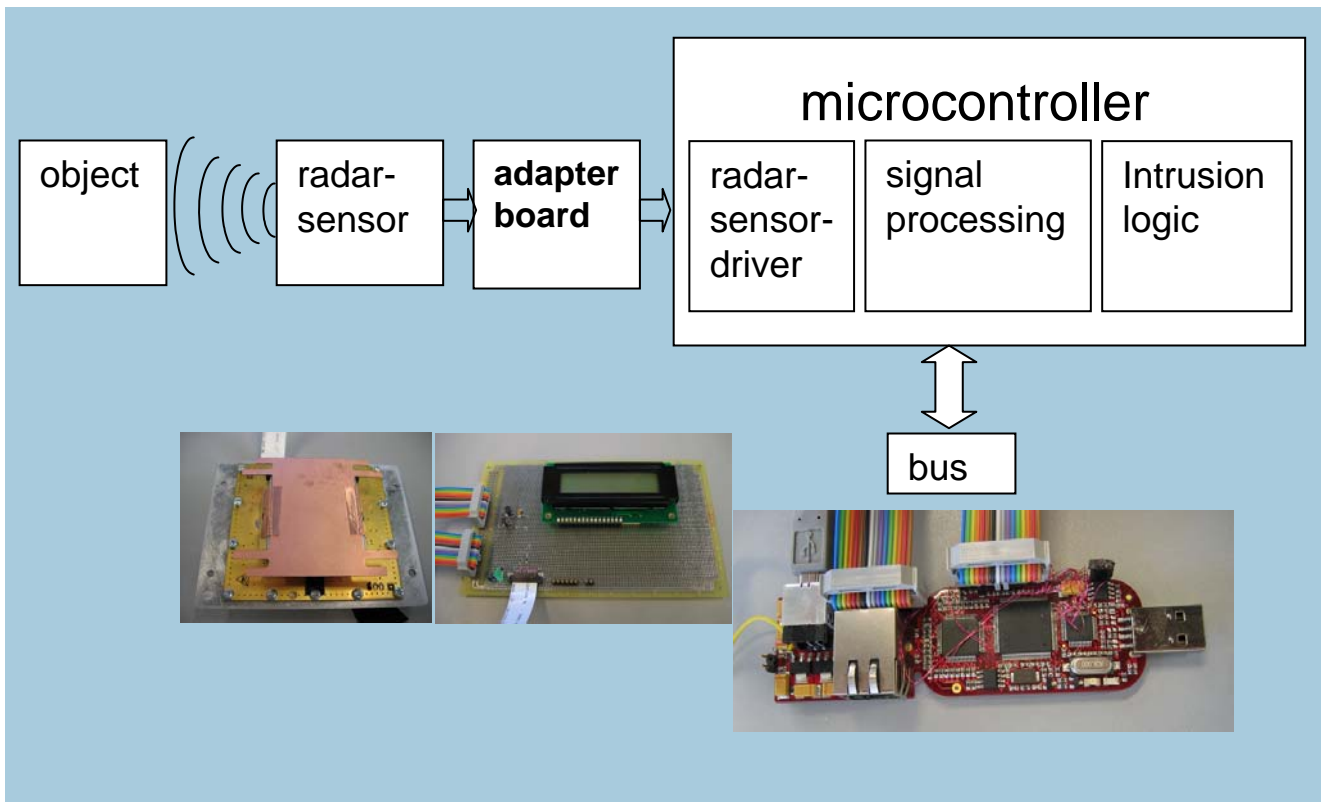 microcontroller
object
radar-
sensor
adapter
board
radar-
sensor-
driver
signal
processing
Intrusion
logic
bus